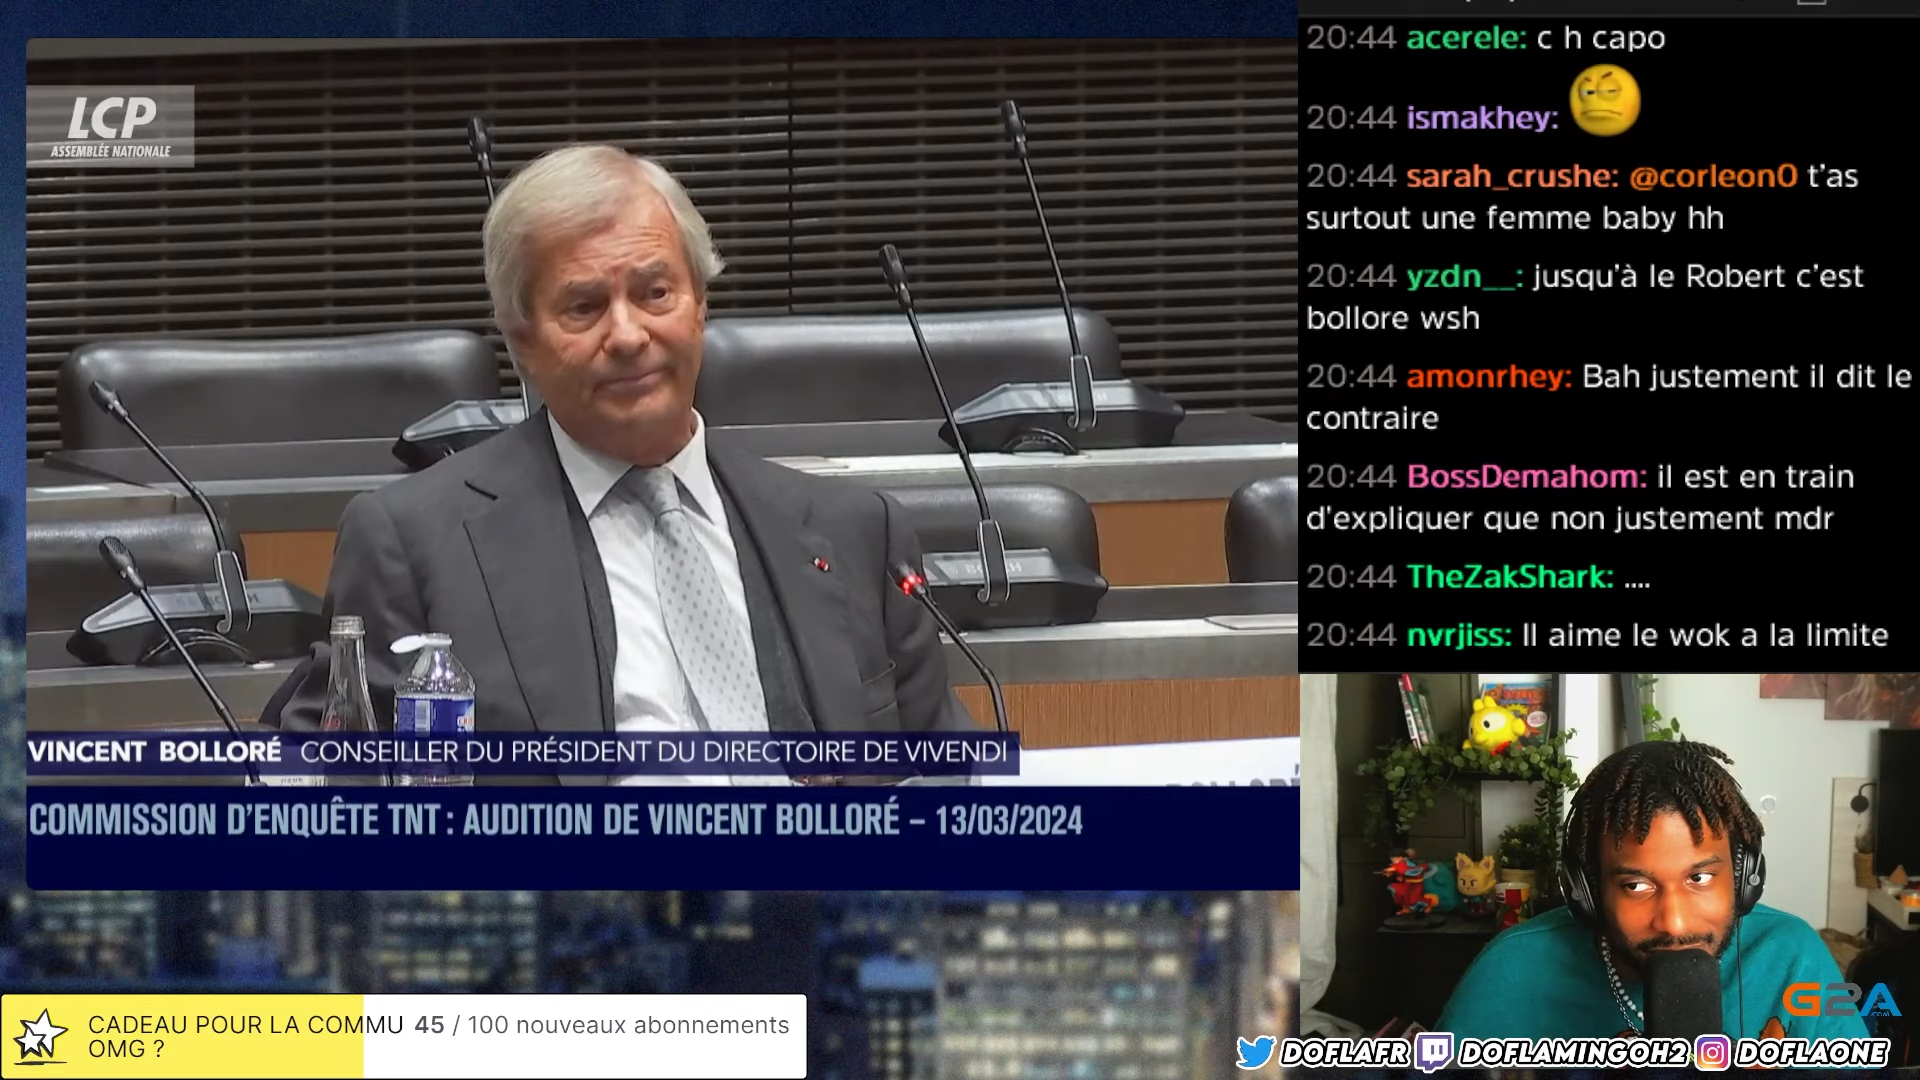 LCP
ASSEMBLÉE NATIONALE
VINCENT BOLLORÉ CONSEILLER DU PRÉSIDENT DU DIRECTOIRE DE VIVENDI
COMMISSION D'ENQUÊTE TNT : AUDITION DE VINCENT BOLLORÉ – 13/03/2024
CADEAU POUR LA COMMU 45 / 100 nouveaux abonnements
OMG ?
20:44 acerele: c h capo
20:44 ismakhey:
20:44 sarah_crushe: @corleon0 t'as
surtout une femme baby hh
20:44 yzdn__: jusqu'à le Robert c'est
bollore wsh
20:44 amonrhey: Bah justement il dit le
contraire
20:44 BossDemahom: il est en train
d'expliquer que non justement mdr
20:44 TheZakShark: ....
20:44 nvrjiss: Il aime le wok a la limite
G2A
.COM
DOFLAFR DOFLAMINGOH2 DOFLAONE